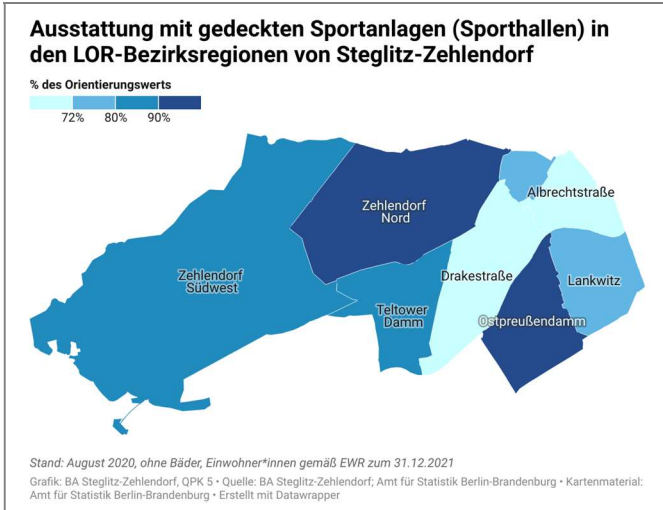 Ausstattung mit gedeckten Sportanlagen (Sporthallen) in
den LOR-Bezirksregionen von Steglitz-Zehlendorf
% des Orientierungswerts
72% 80% 90%
Albrechtstraße
Zehlendorf
Nord
Zehlendorf
Südwest
Drakestraße
Lankwitz
Teltower
Damm
Ostpreußendamm
Stand: August 2020, ohne Bäder, Einwohner*innen gemäß EWR zum 31.12.2021
Grafik: BA Steglitz-Zehlendorf, QPK 5 • Quelle: BA Steglitz-Zehlendorf; Amt für Statistik Berlin-Brandenburg • Kartenmaterial:
Amt für Statistik Berlin-Brandenburg • Erstellt mit Datawrapper